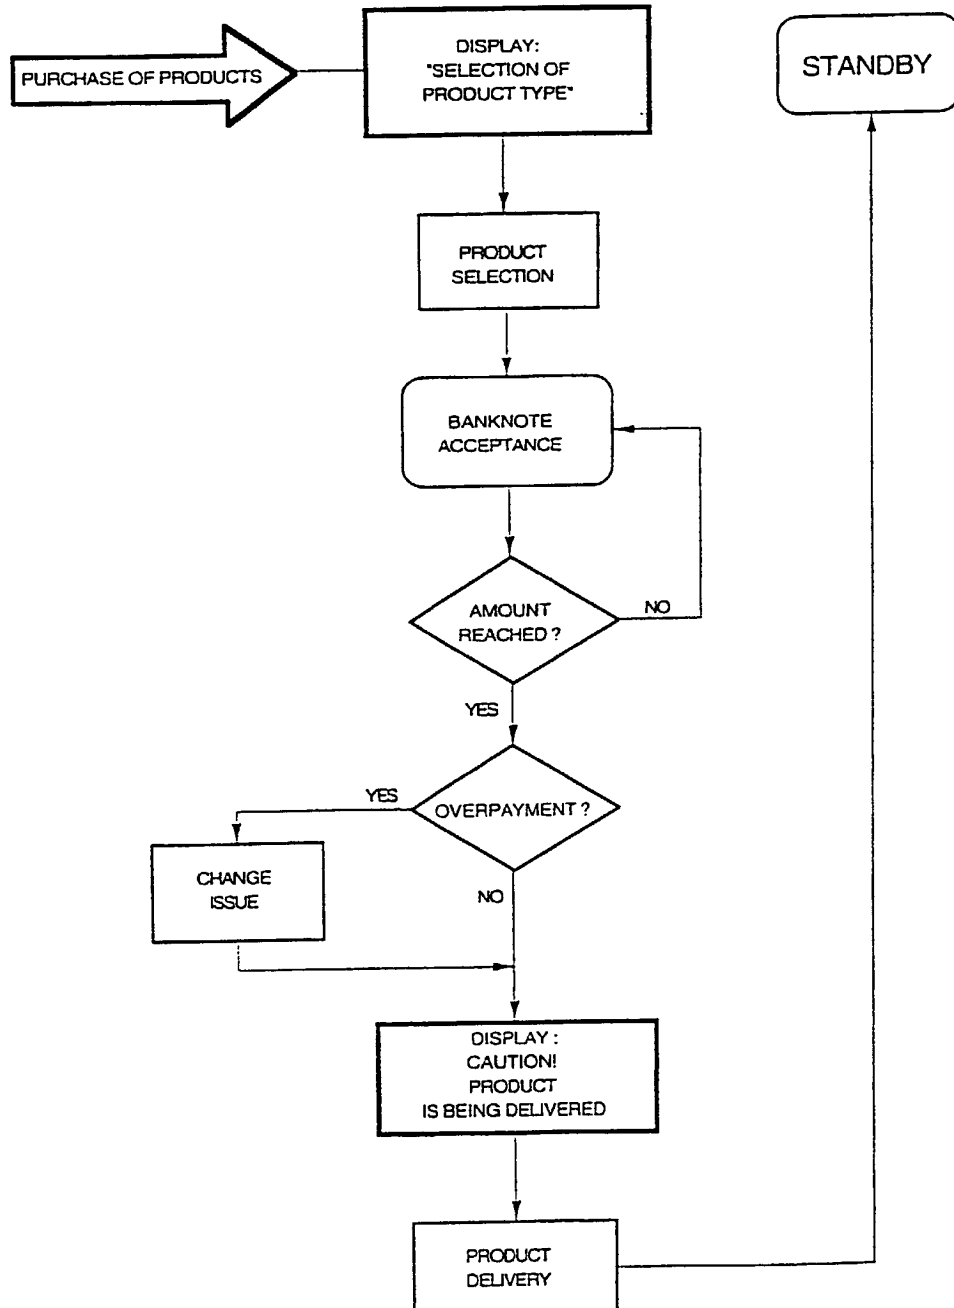 PURCHASE OF PRODUCTS
DISPLAY:
"SELECTION OF
PRODUCT TYPE"
STANDBY
PRODUCT
SELECTION
BANKNOTE
ACCEPTANCE
AMOUNT
REACHED ?
NO
YES
OVERPAYMENT ?
YES
CHANGE
ISSUE
NO
DISPLAY :
CAUTION!
PRODUCT
IS BEING DELIVERED
PRODUCT
DELIVERY